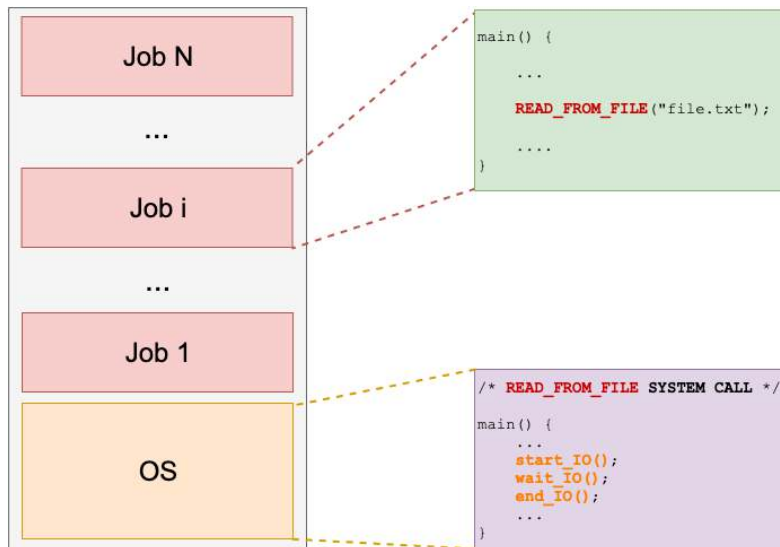 Job N
...
Job i
...
Job 1
OS
main() {
...
READ_FROM_FILE("file.txt");
....
}
/* READ_FROM_FILE SYSTEM CALL */
main() {
...
start_IO();
wait_IO();
end_IO();
...
}